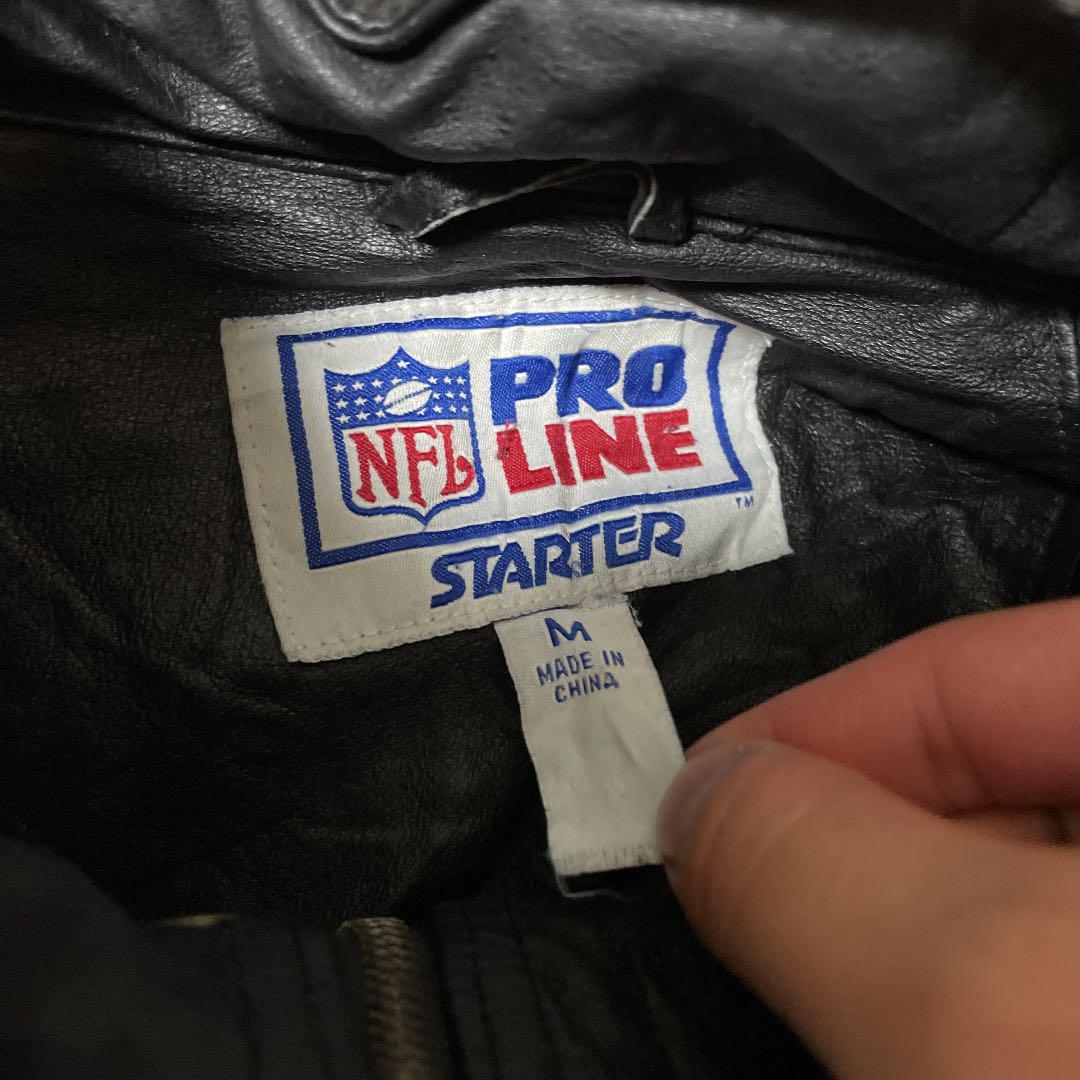 NFL
PRO
LINE
TM
STARTER
M
MADE IN
CHINA